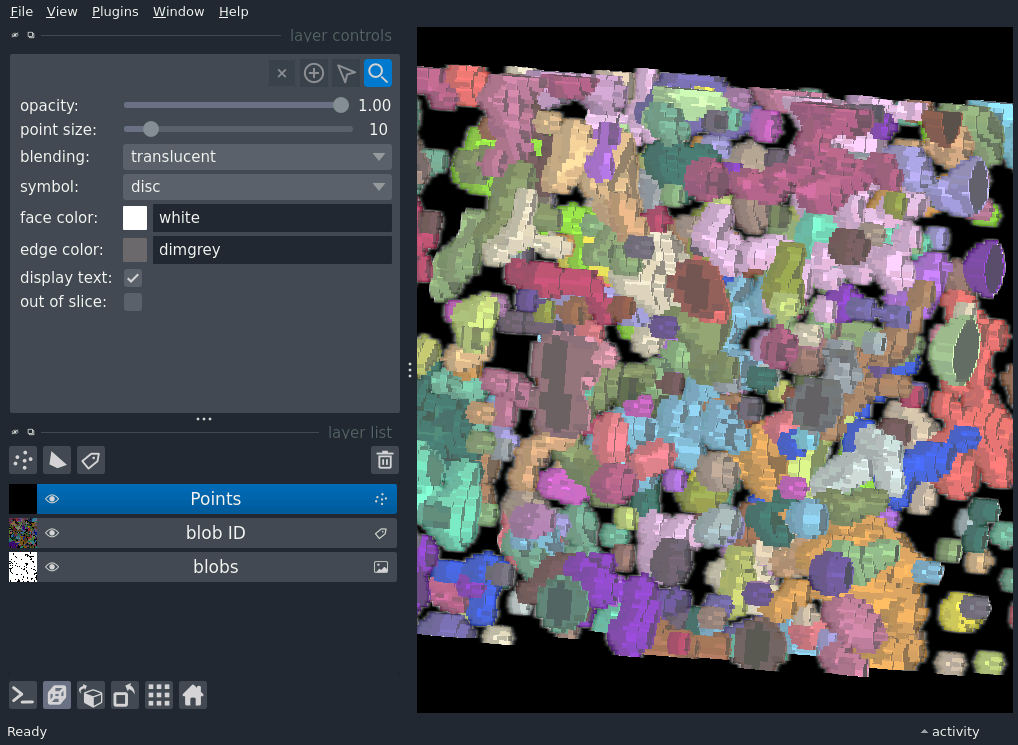 File View Plugins Window Help
layer controls
opacity: 1.00
point size: 10
blending: translucent
symbol: disc
face color: white
edge color: dimgrey
display text:
out of slice:
layer list
Points
blob ID
blobs
Ready activity